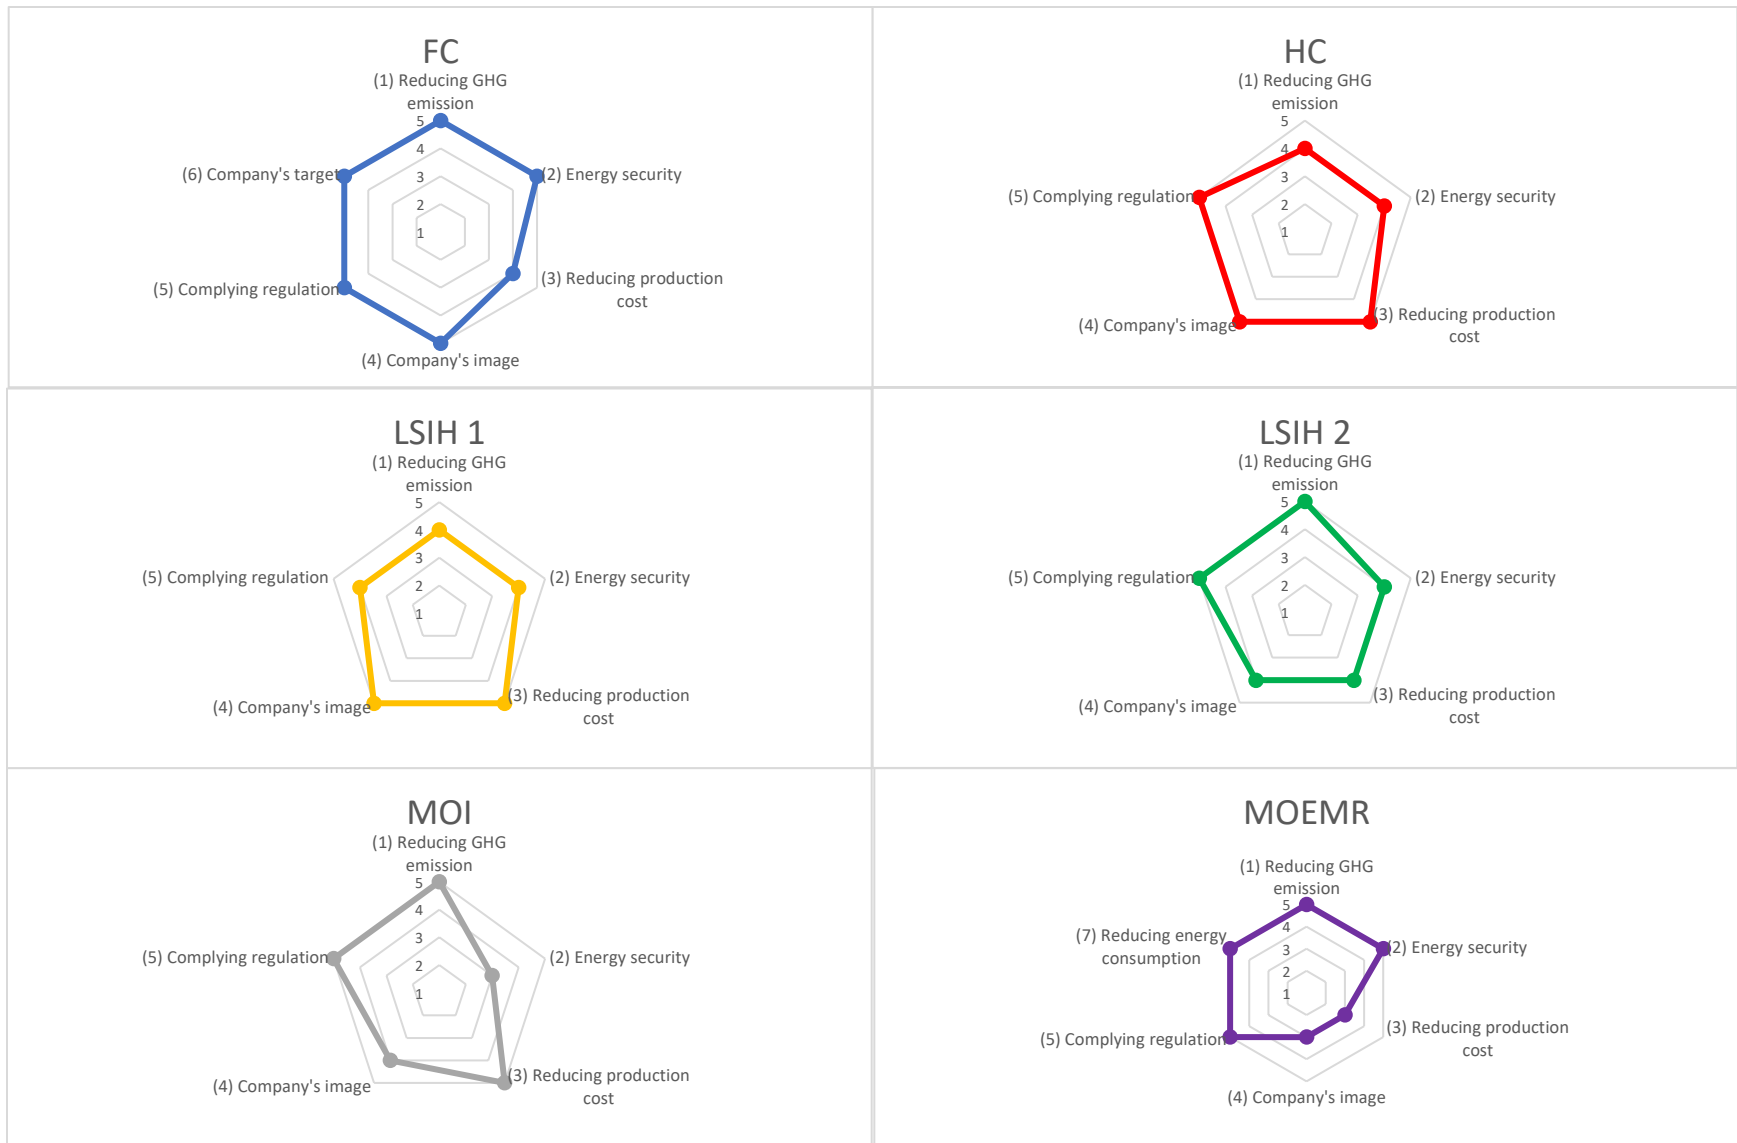 FC
(1) Reducing GHG
emission
5
4
3
2
1
(2) Energy security
(3) Reducing production
cost
(4) Company's image
(5) Complying regulation
(6) Company's target
HC
(1) Reducing GHG
emission
5
4
3
2
1
(2) Energy security
(3) Reducing production
cost
(4) Company's image
(5) Complying regulation
LSIH 1
(1) Reducing GHG
emission
5
4
3
2
1
(2) Energy security
(3) Reducing production
cost
(4) Company's image
(5) Complying regulation
LSIH 2
(1) Reducing GHG
emission
5
4
3
2
1
(2) Energy security
(3) Reducing production
cost
(4) Company's image
(5) Complying regulation
MOI
(1) Reducing GHG
emission
5
4
3
2
1
(2) Energy security
(3) Reducing production
cost
(4) Company's image
(5) Complying regulation
MOEMR
(1) Reducing GHG
emission
5
4
3
2
1
(2) Energy security
(3) Reducing production
cost
(4) Company's image
(5) Complying regulation
(7) Reducing energy
consumption